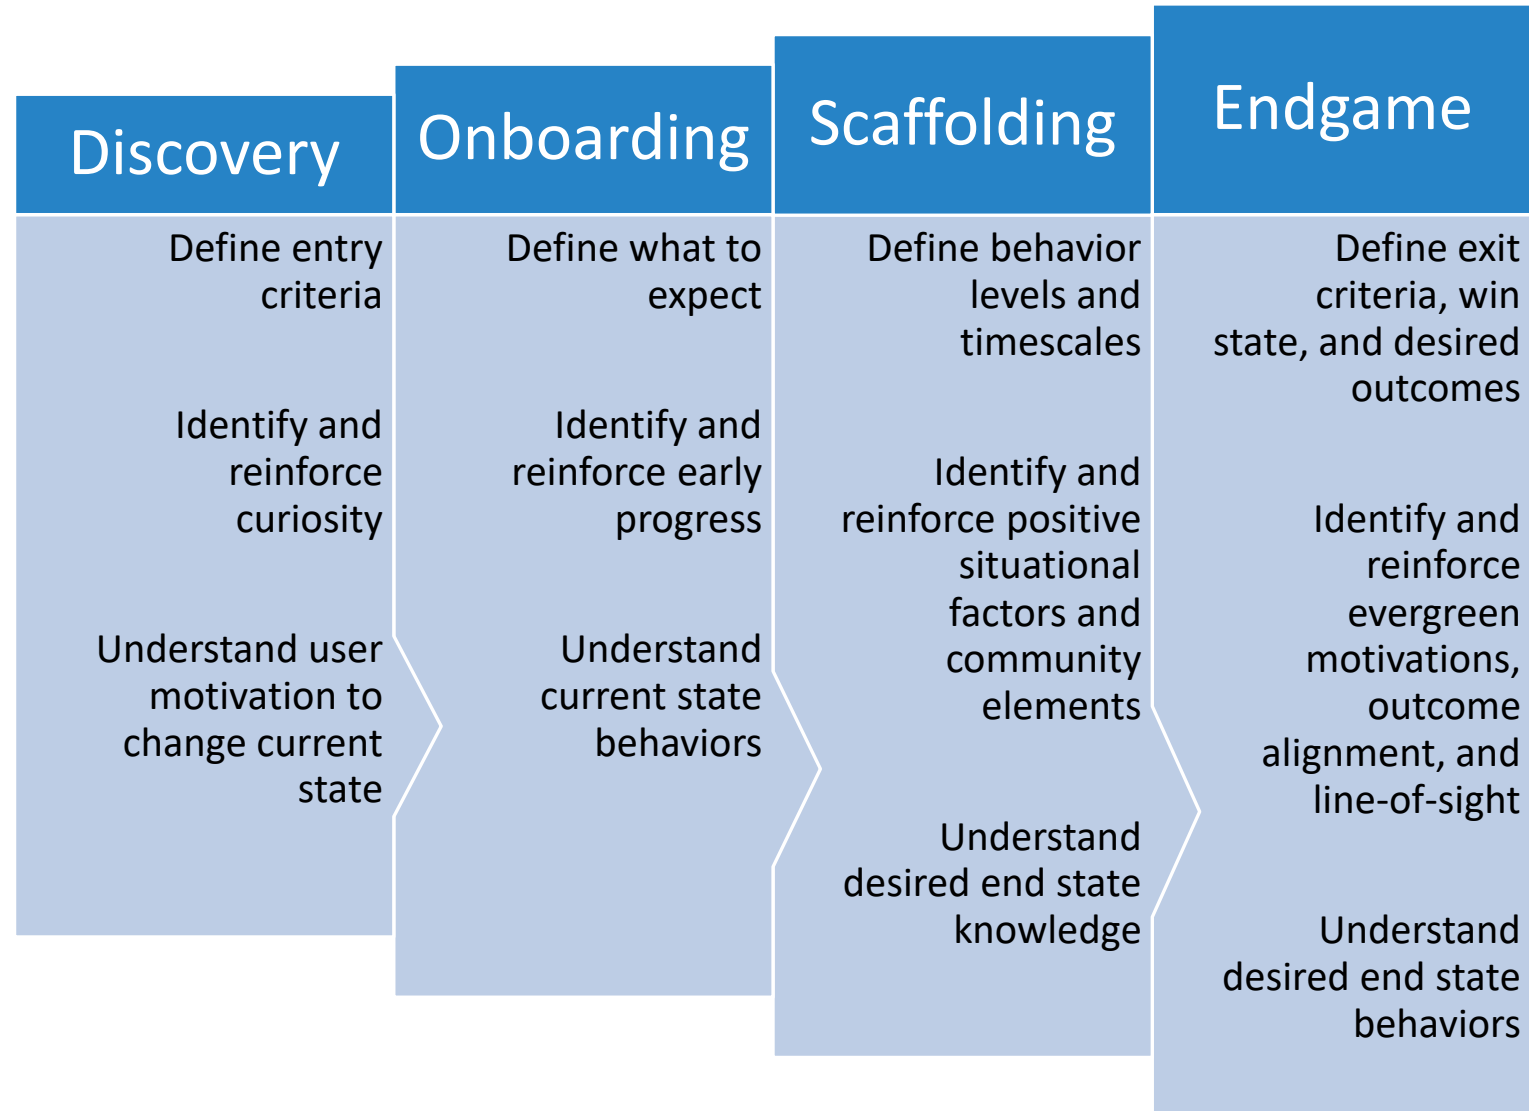 Discovery
Define entry
criteria
Identify and
reinforce
curiosity
Understand user
motivation to
change current
state
Onboarding
Define what to
expect
Identify and
reinforce early
progress
Understand
current state
behaviors
Scaffolding
Define behavior
levels and
timescales
Identify and
reinforce positive
situational
factors and
community
elements
Understand
desired end state
knowledge
Endgame
Define exit
criteria, win
state, and desired
outcomes
Identify and
reinforce
evergreen
motivations,
outcome
alignment, and
line-of-sight
Understand
desired end state
behaviors